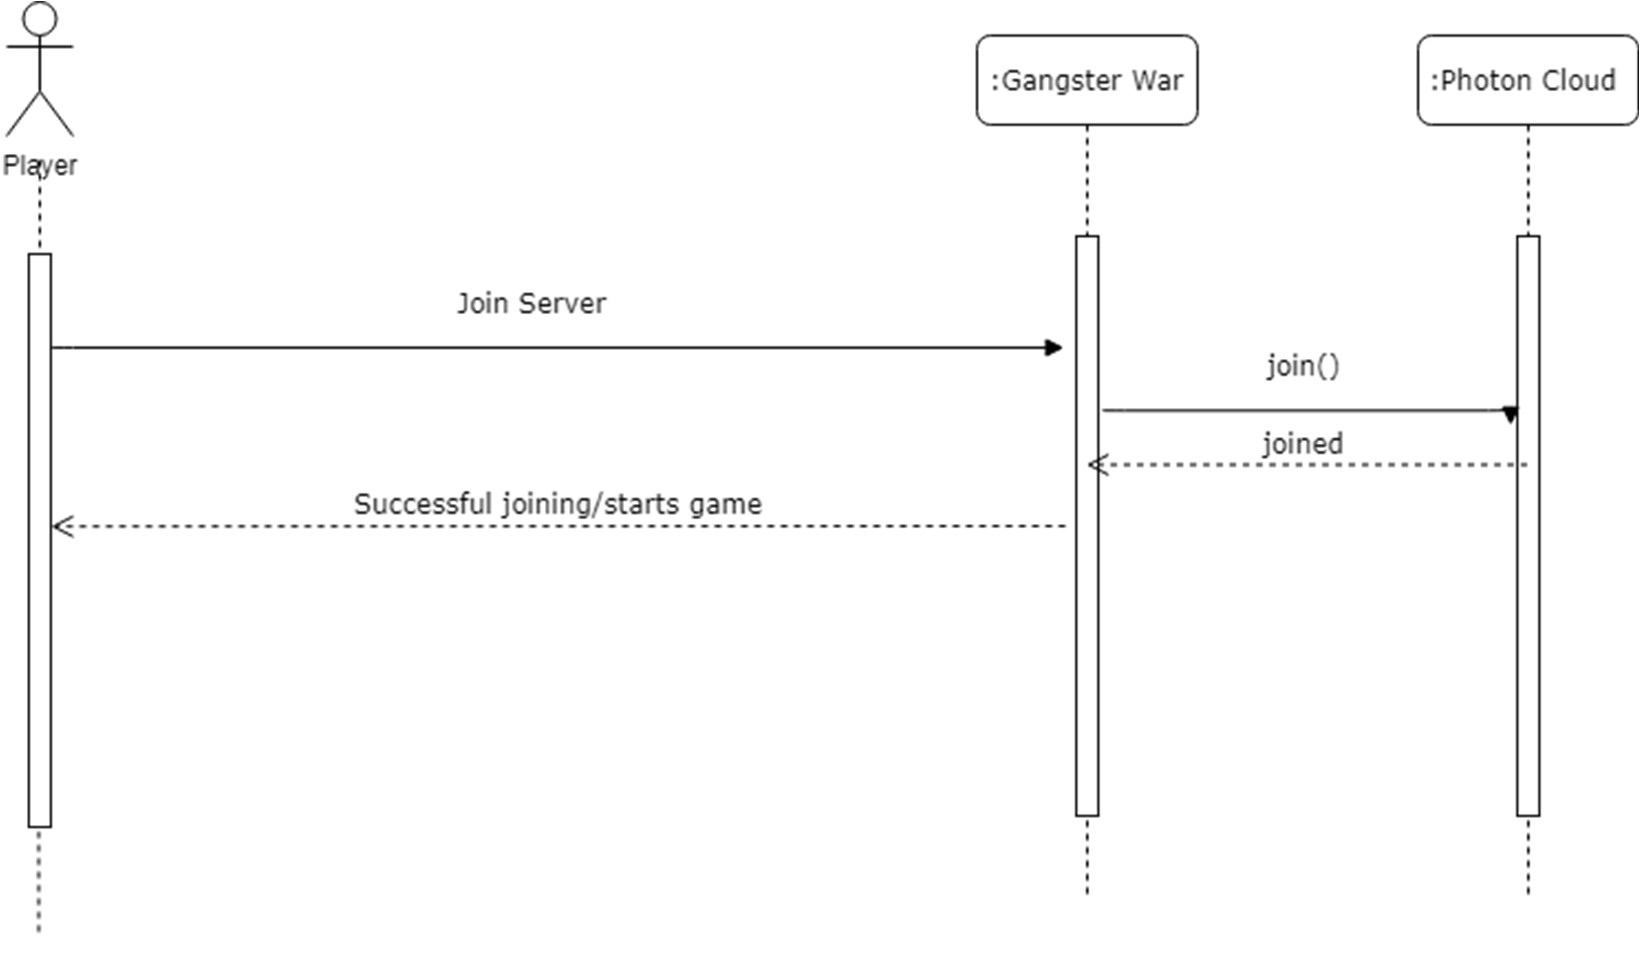 :Gangster War
:Photon Cloud
Player
Join Server
join()
joined
Successful joining/starts game